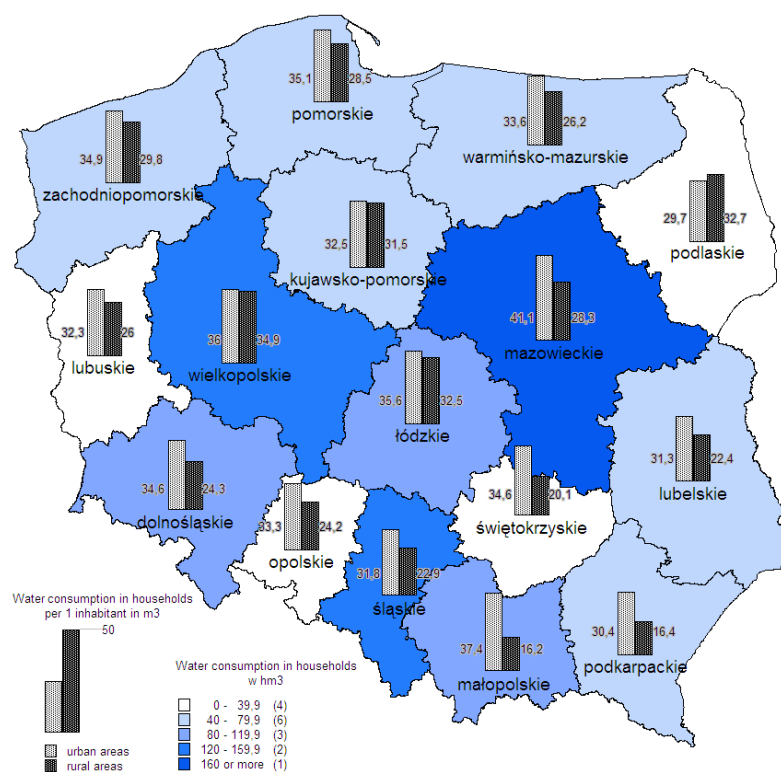 35,1 28,5
pomorskie
33,6 26,2
warmińsko-mazurskie
34,9 29,8
zachodniopomorskie
29,7 32,7
podlaskie
32,5 31,5
kujawsko-pomorskie
41,1 28,3
mazowieckie
32,3 26
lubuskie
36 34,9
wielkopolskie
35,6 32,5
łódzkie
31,3 22,4
lubelskie
34,6 24,3
dolnośląskie
34,6 20,1
świętokrzyskie
33,3 24,2
opolskie
31,8 22,9
śląskie
37,4 16,2
małopolskie
30,4 16,4
podkarpackie
Water consumption in households
per 1 inhabitant in m3
50
urban areas
rural areas
Water consumption in households
w hm3
0 - 39,9 (4)
40 - 79,9 (6)
80 - 119,9 (3)
120 - 159,9 (2)
160 or more (1)